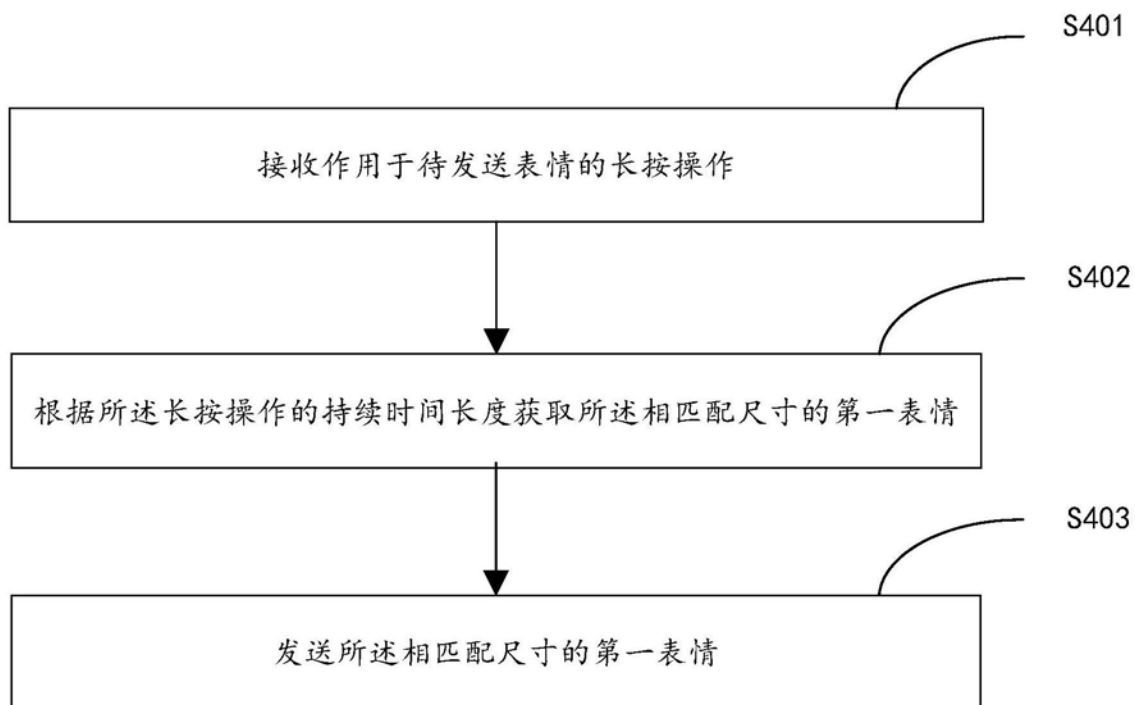 S401
接收作用于待发送表情的长按操作
S402
根据所述长按操作的持续时间长度获取所述相匹配尺寸的第一表情
S403
发送所述相匹配尺寸的第一表情